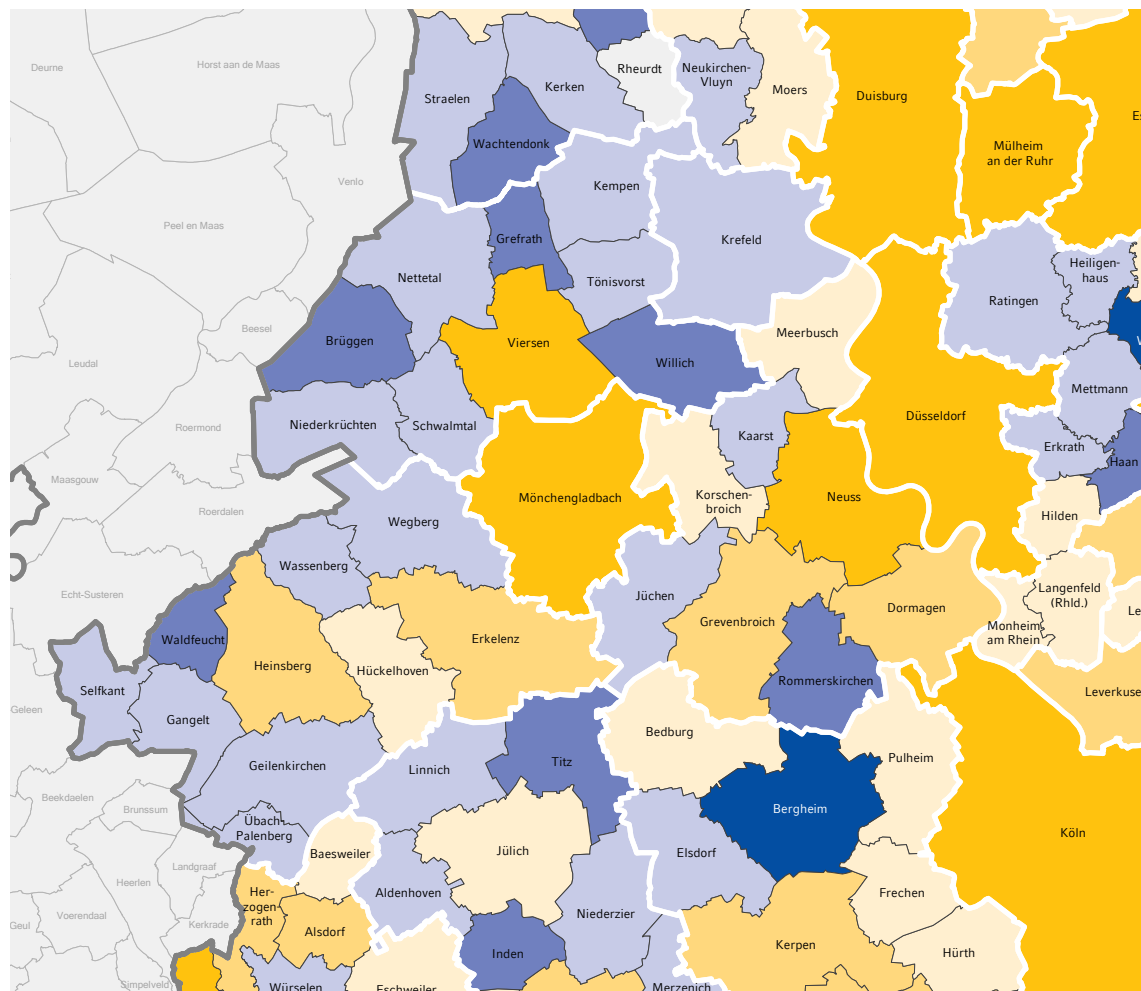 Deurne
Horst aan de Maas
Straelen
Kerken
Rheurdt
Neukirchen-
Vluyn
Moers
Duisburg
Es
Mülheim
an der Ruhr
Wachtendonk
Venlo
Kempen
Peel en Maas
Grefrath
Krefeld
Nettetal
Tönisvorst
Heiligen-
haus
Ratingen
Beesel
Brüggen
Viersen
Willich
Meerbusch
W
Leudal
Mettmann
Düsseldorf
Roermond
Niederkrüchten
Schwalmtal
Kaarst
Erkrath
Haan
Maasgouw
Mönchengladbach
Korschen-
broich
Neuss
Roerdalen
Wegberg
Hilden
Wassenberg
Echt-Susteren
Jüchen
Langenfeld
(Rhld.)
Le
Waldfeucht
Heinsberg
Hückelhoven
Erkelenz
Grevenbroich
Dormagen
Monheim
am Rhein
Selfkant
Rommerskirchen
Leverkuse
Geleen
Gangelt
Bedburg
Geilenkirchen
Linnich
Titz
Pulheim
Beekdaelen
Brunssum
Bergheim
Übach-
Palenberg
Köln
Baesweiler
Jülich
Elsdorf
Landgraaf
Heerlen
Her-
zogen-
rath
Aldenhoven
Frechen
Voerendaal
Geul
Kerkrade
Alsdorf
Niederzier
Kerpen
Inden
Hürth
Simpelveld
Würselen
Eschweiler
Merzenich